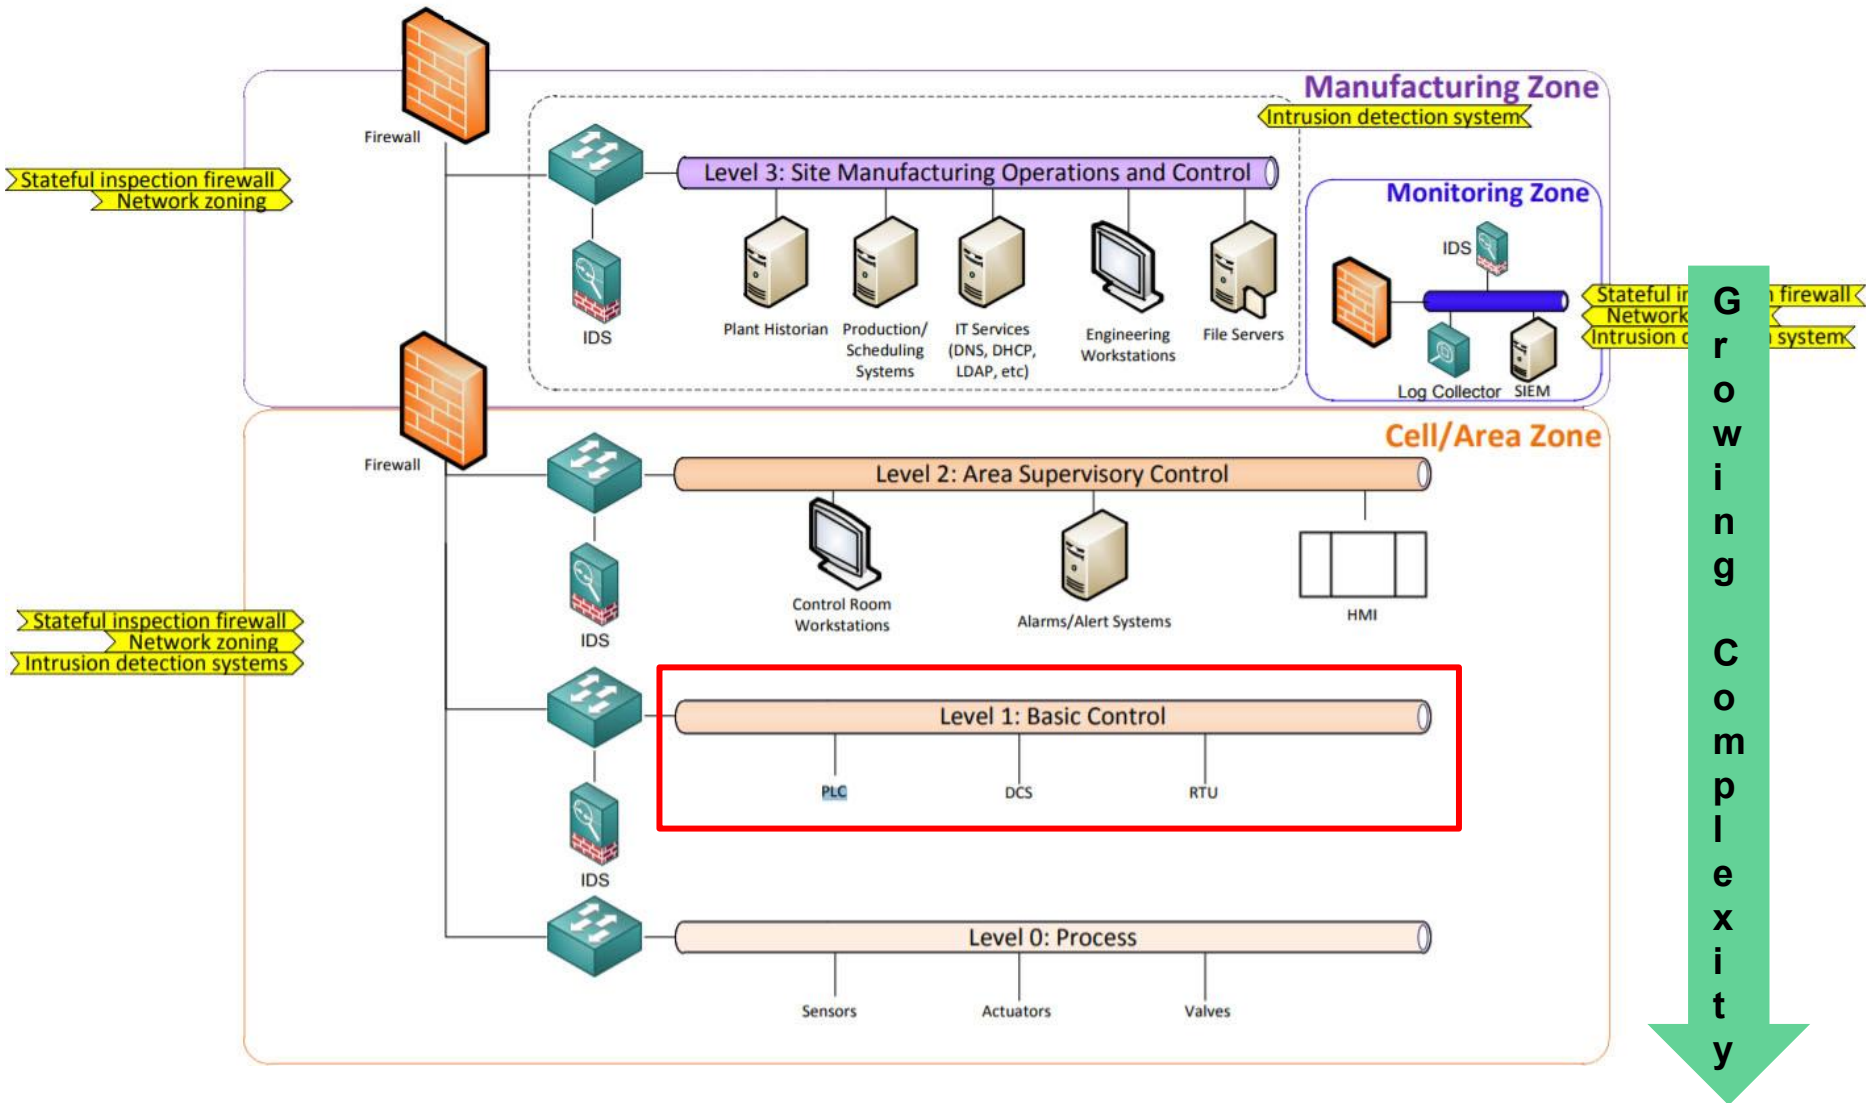 Manufacturing Zone
Intrusion detection system
Firewall
Stateful inspection firewall
Network zoning
Level 3: Site Manufacturing Operations and Control
IDS
Plant Historian
Production/
Scheduling
Systems
IT Services
(DNS, DHCP,
LDAP, etc)
Engineering
Workstations
File Servers
Monitoring Zone
IDS
Log Collector
SIEM
Stateful in firewall
Network
Intrusion system
Cell/Area Zone
Firewall
Level 2: Area Supervisory Control
IDS
Control Room
Workstations
Alarms/Alert Systems
HMI
Stateful inspection firewall
Network zoning
Intrusion detection systems
Level 1: Basic Control
IDS
PLC
DCS
RTU
Level 0: Process
Sensors
Actuators
Valves
Growing Complexity